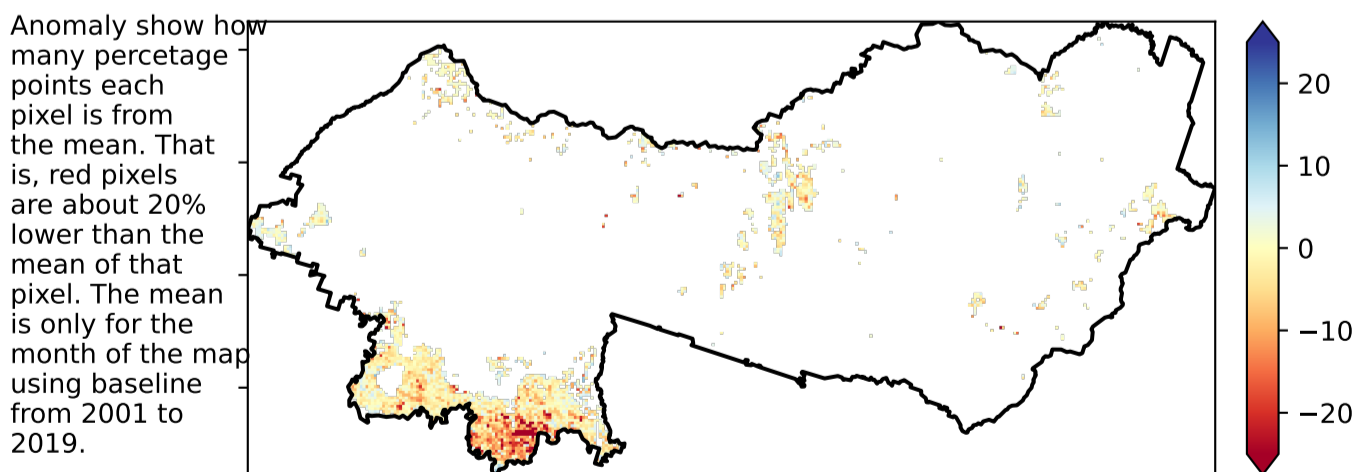 Anomaly show how
many percetage
points each
pixel is from
the mean. That
is, red pixels
are about 20%
lower than the
mean of that
pixel. The mean
is only for the
month of the map
using baseline
from 2001 to
2019.
20
10
0
−10
−20